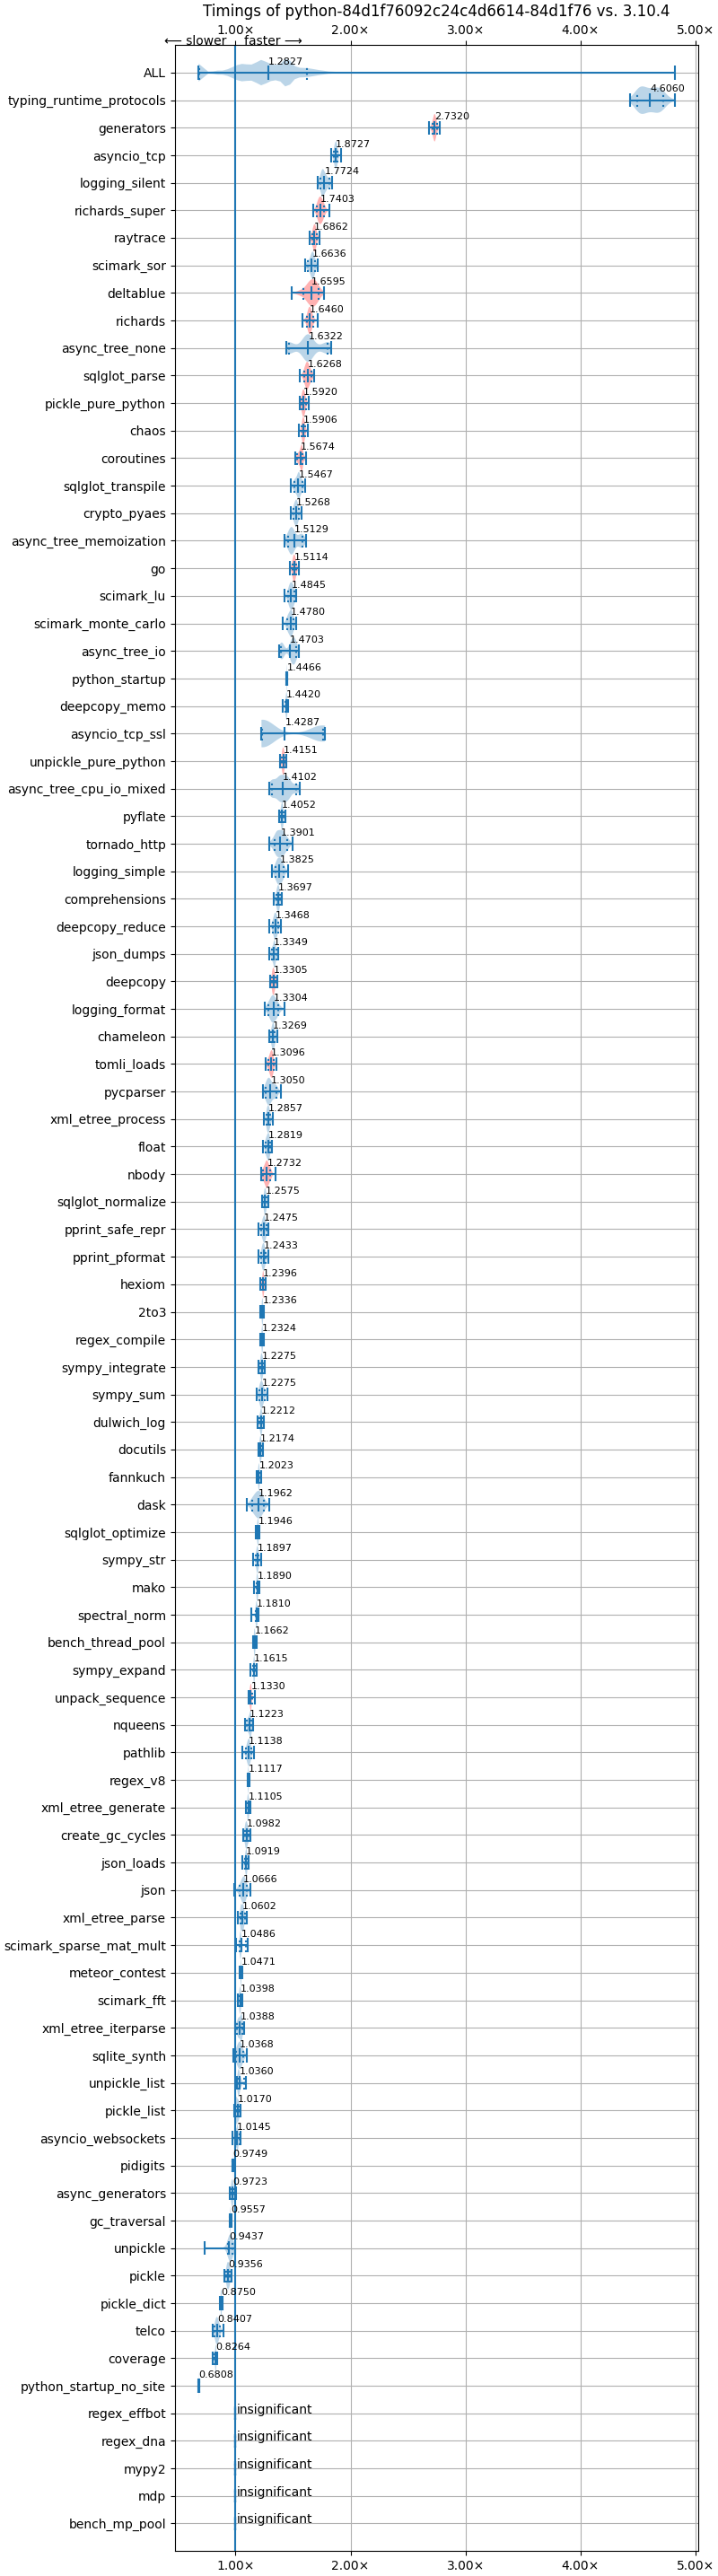 Timings of python-84d1f76092c24c4d6614-84d1f76 vs. 3.10.4
1.00× 2.00× 3.00× 4.00× 5.00×
⟵ slower faster ⟶
ALL 1.2827
typing_runtime_protocols 4.6060
generators 2.7320
asyncio_tcp 1.8727
logging_silent 1.7724
richards_super 1.7403
raytrace 1.6862
scimark_sor 1.6636
deltablue 1.6595
richards 1.6460
async_tree_none 1.6322
sqlglot_parse 1.6268
pickle_pure_python 1.5920
chaos 1.5906
coroutines 1.5674
sqlglot_transpile 1.5467
crypto_pyaes 1.5268
async_tree_memoization 1.5129
go 1.5114
scimark_lu 1.4845
scimark_monte_carlo 1.4780
async_tree_io 1.4703
python_startup 1.4466
deepcopy_memo 1.4420
asyncio_tcp_ssl 1.4287
unpickle_pure_python 1.4151
async_tree_cpu_io_mixed 1.4102
pyflate 1.4052
tornado_http 1.3901
logging_simple 1.3825
comprehensions 1.3697
deepcopy_reduce 1.3468
json_dumps 1.3349
deepcopy 1.3305
logging_format 1.3304
chameleon 1.3269
tomli_loads 1.3096
pycparser 1.3050
xml_etree_process 1.2857
float 1.2819
nbody 1.2732
sqlglot_normalize 1.2575
pprint_safe_repr 1.2475
pprint_pformat 1.2433
hexiom 1.2396
2to3 1.2336
regex_compile 1.2324
sympy_integrate 1.2275
sympy_sum 1.2275
dulwich_log 1.2212
docutils 1.2174
fannkuch 1.2023
dask 1.1962
sqlglot_optimize 1.1946
sympy_str 1.1897
mako 1.1890
spectral_norm 1.1810
bench_thread_pool 1.1662
sympy_expand 1.1615
unpack_sequence 1.1330
nqueens 1.1223
pathlib 1.1138
regex_v8 1.1117
xml_etree_generate 1.1105
create_gc_cycles 1.0982
json_loads 1.0919
json 1.0666
xml_etree_parse 1.0602
scimark_sparse_mat_mult 1.0486
meteor_contest 1.0471
scimark_fft 1.0398
xml_etree_iterparse 1.0388
sqlite_synth 1.0368
unpickle_list 1.0360
pickle_list 1.0170
asyncio_websockets 1.0145
pidigits 0.9749
async_generators 0.9723
gc_traversal 0.9557
unpickle 0.9437
pickle 0.9356
pickle_dict 0.8750
telco 0.8407
coverage 0.8264
python_startup_no_site 0.6808
regex_effbot insignificant
regex_dna insignificant
mypy2 insignificant
mdp insignificant
bench_mp_pool insignificant
1.00× 2.00× 3.00× 4.00× 5.00×